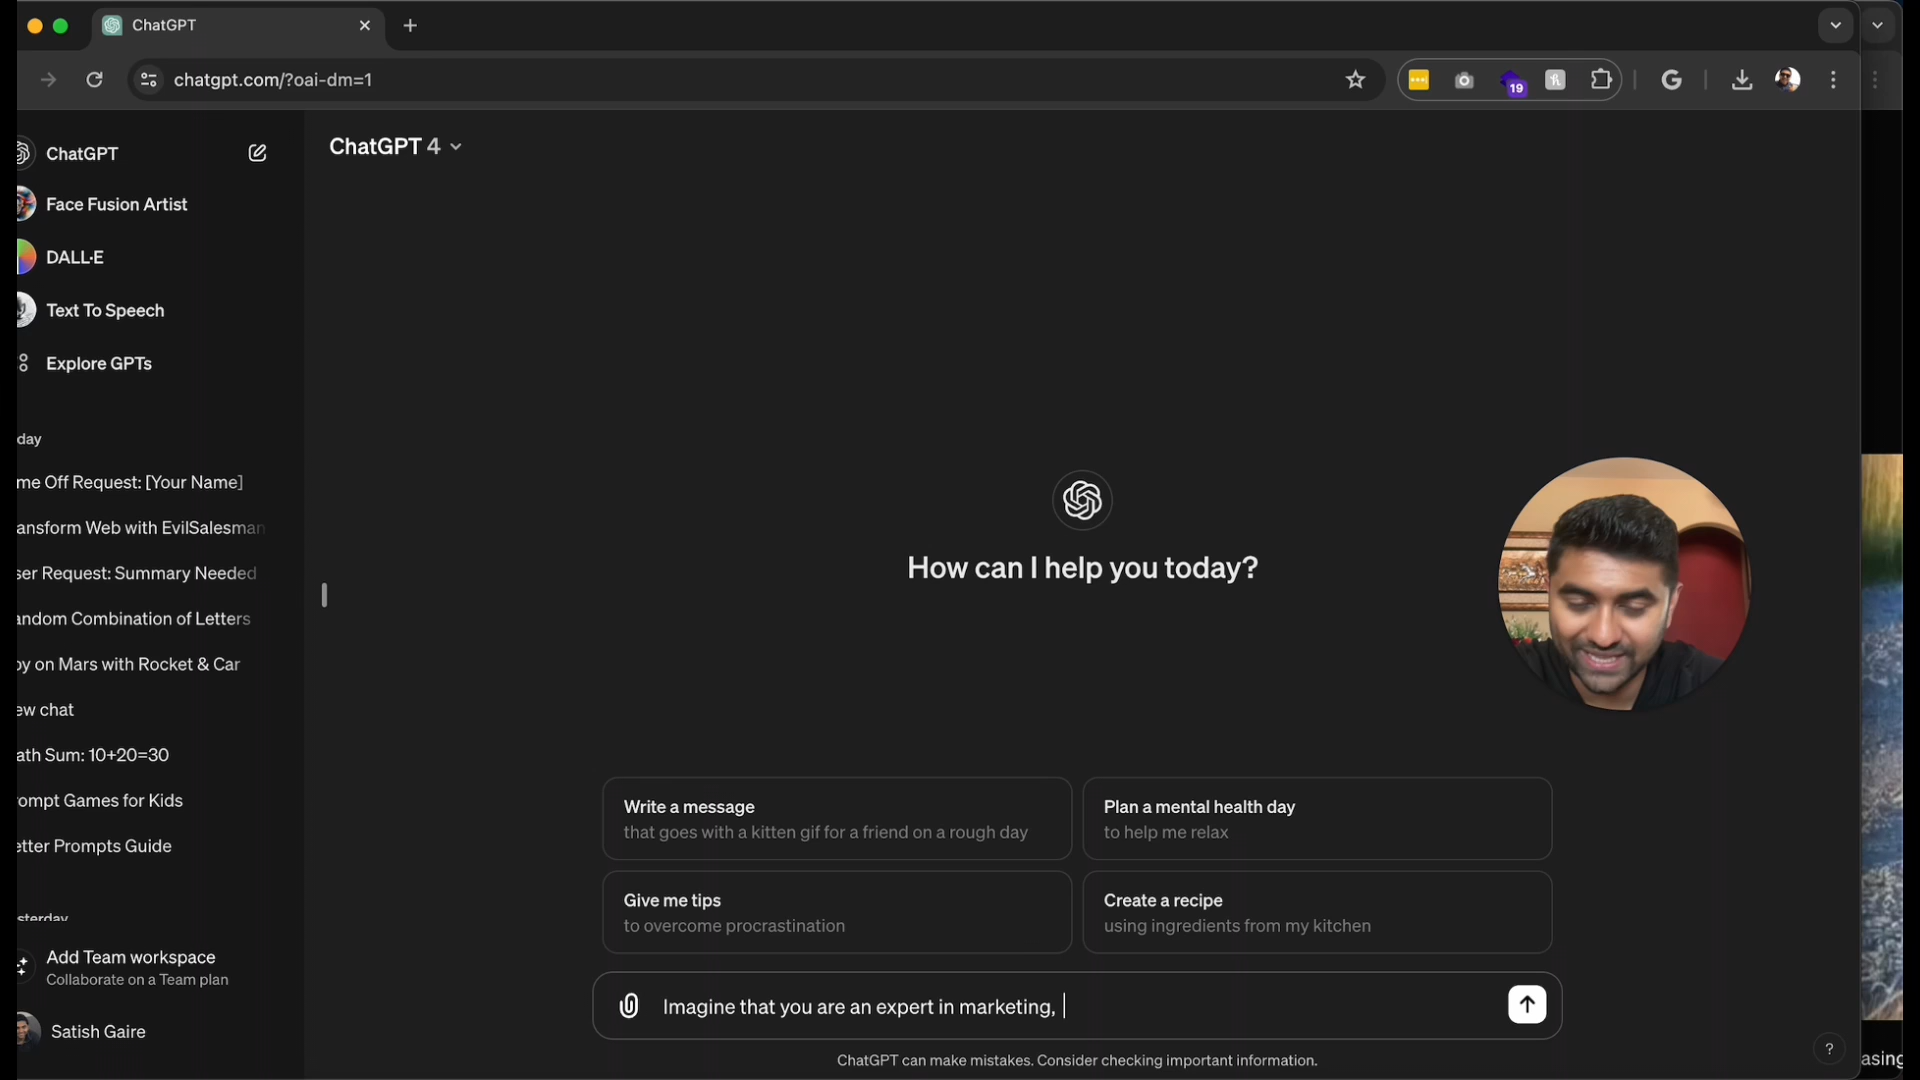 ChatGPT
chatgpt.com/?oai-dm=1
19
ChatGPT
ChatGPT 4
Face Fusion Artist
DALL·E
Text To Speech
Explore GPTs
day
me Off Request: [Your Name]
ansform Web with EvilSalesman
ser Request: Summary Needed
andom Combination of Letters
by on Mars with Rocket & Car
ew chat
ath Sum: 10+20=30
ompt Games for Kids
etter Prompts Guide
sterday
Add Team workspace
Collaborate on a Team plan
Satish Gaire
How can I help you today?
Write a message
that goes with a kitten gif for a friend on a rough day
Plan a mental health day
to help me relax
Give me tips
to overcome procrastination
Create a recipe
using ingredients from my kitchen
Imagine that you are an expert in marketing,
ChatGPT can make mistakes. Consider checking important information.
?
asing